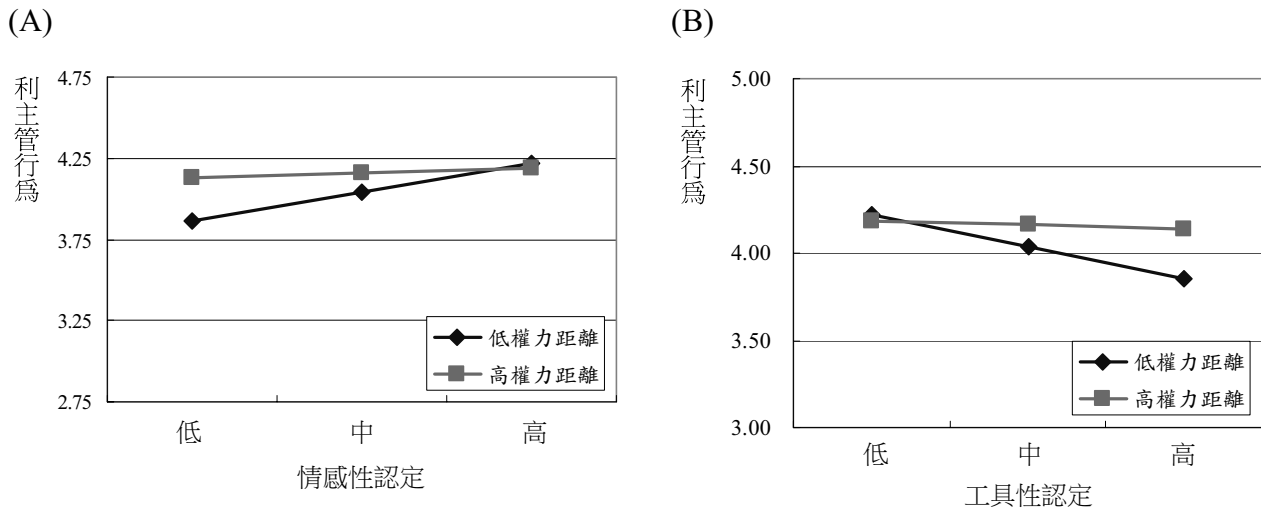 (A)
利主管行為
4.75
4.25
3.75
3.25
2.75
低權力距離
高權力距離
低 中 高
情感性認定
(B)
利主管行為
5.00
4.50
4.00
3.50
3.00
低權力距離
高權力距離
低 中 高
工具性認定